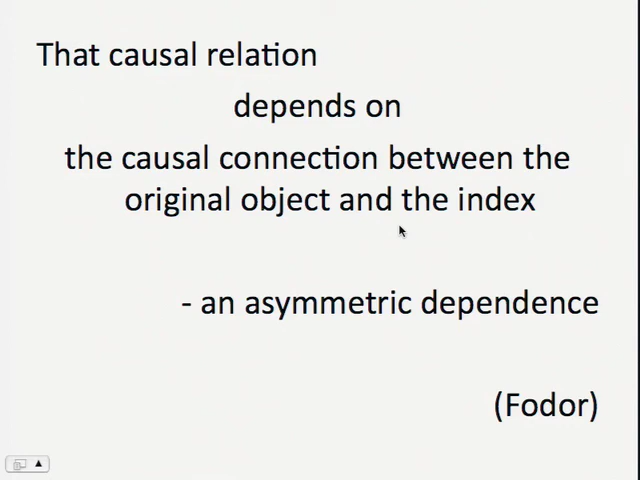 That causal relation
depends on
the causal connection between the
original object and the index
- an asymmetric dependence
(Fodor)